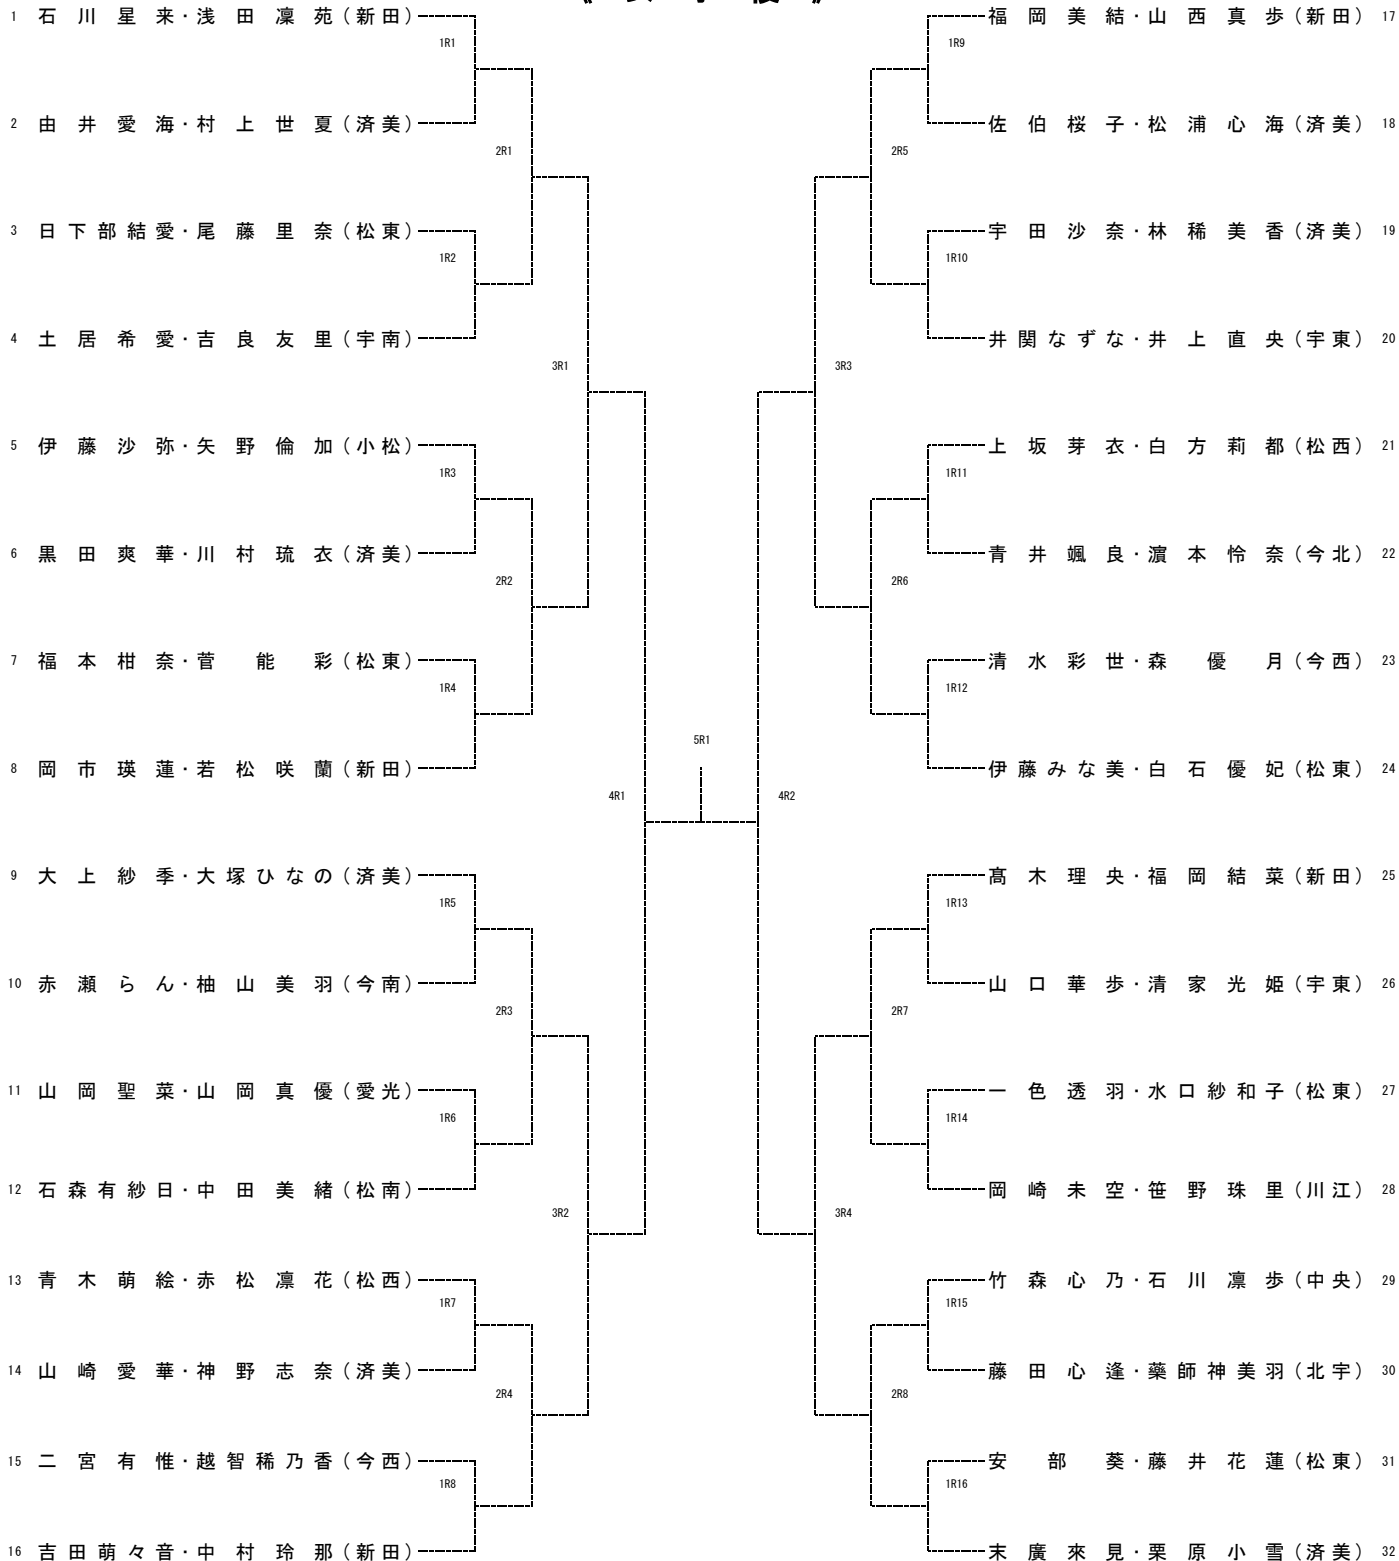 1 石川星来・浅田凜苑(新田)
1R1
2 由井愛海・村上世夏(済美)
2R1
3 日下部結愛・尾藤里奈(松東)
1R2
4 土居希愛・吉良友里(宇南)
3R1
5 伊藤沙弥・矢野倫加(小松)
1R3
6 黒田爽華・川村琉衣(済美)
2R2
7 福本柑奈・菅能彩(松東)
1R4
8 岡市瑛蓮・若松咲蘭(新田)
4R1
9 大上紗季・大塚ひなの(済美)
1R5
10 赤瀬らん・柚山美羽(今南)
2R3
11 山岡聖菜・山岡真優(愛光)
1R6
12 石森有紗日・中田美緒(松南)
3R2
13 青木萌絵・赤松凛花(松西)
1R7
14 山崎愛華・神野志奈(済美)
2R4
15 二宮有惟・越智稀乃香(今西)
1R8
16 吉田萌々音・中村玲那(新田)
5R1
福岡美結・山西真歩(新田) 17
1R9
佐伯桜子・松浦心海(済美) 18
2R5
宇田沙奈・林稀美香(済美) 19
1R10
井関なずな・井上直央(宇東) 20
3R3
上坂芽衣・白方莉都(松西) 21
1R11
青井颯良・濵本怜奈(今北) 22
2R6
清水彩世・森優月(今西) 23
1R12
伊藤みな美・白石優妃(松東) 24
4R2
髙木理央・福岡結菜(新田) 25
1R13
山口華歩・清家光姫(宇東) 26
2R7
一色透羽・水口紗和子(松東) 27
1R14
岡崎未空・笹野珠里(川江) 28
3R4
竹森心乃・石川凛歩(中央) 29
1R15
藤田心逢・藥師神美羽(北宇) 30
2R8
安部葵・藤井花蓮(松東) 31
1R16
末廣來見・栗原小雪(済美) 32